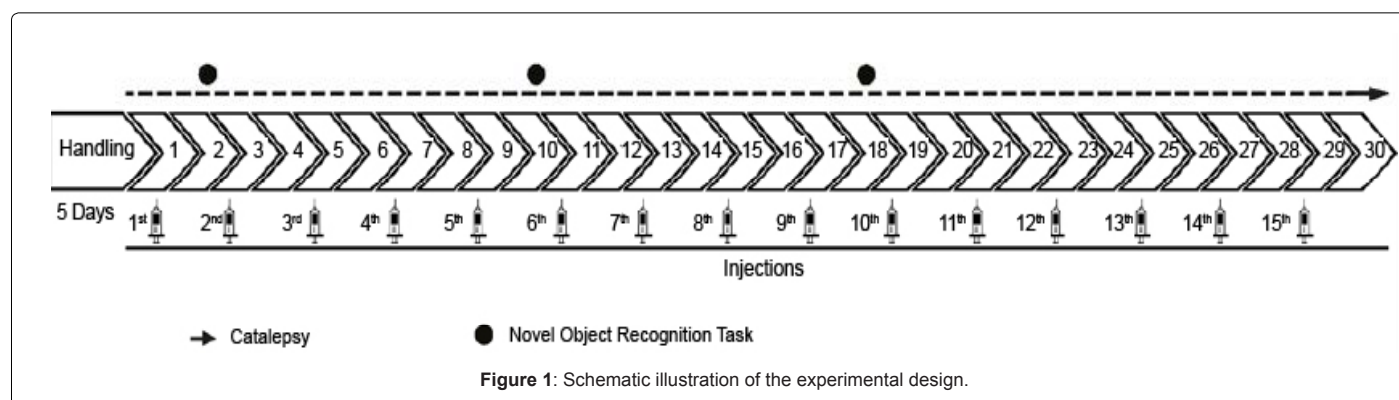 Handling 1 2 3 4 5 6 7 8 9 10 11 12 13 14 15 16 17 18 19 20 21 22 23 24 25 26 27 28 29 30
5 Days 1st 2nd 3rd 4th 5th 6th 7th 8th 9th 10th 11th 12th 13th 14th 15th
Injections
Catalepsy Novel Object Recognition Task
Figure 1: Schematic illustration of the experimental design.